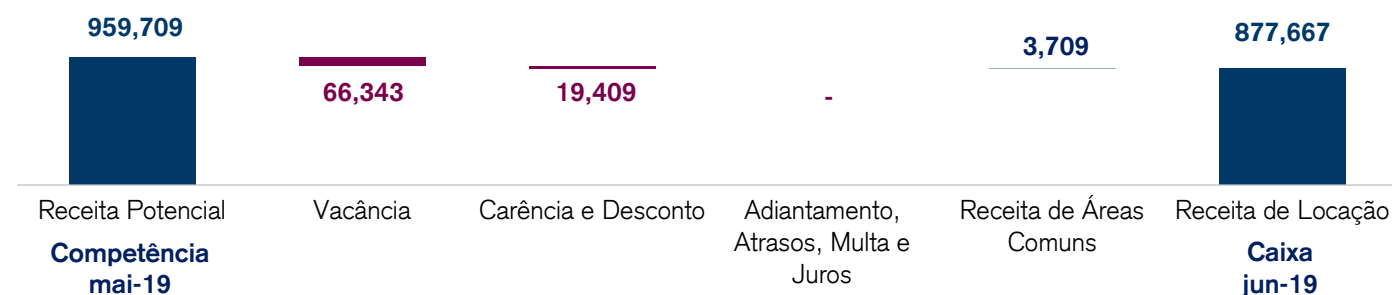 959,709
66,343
19,409
-
3,709
877,667
Receita Potencial
Competência
mai-19
Vacância
Carência e Desconto
Adiantamento,
Atrasos, Multa e
Juros
Receita de Áreas
Comuns
Receita de Locação
Caixa
jun-19